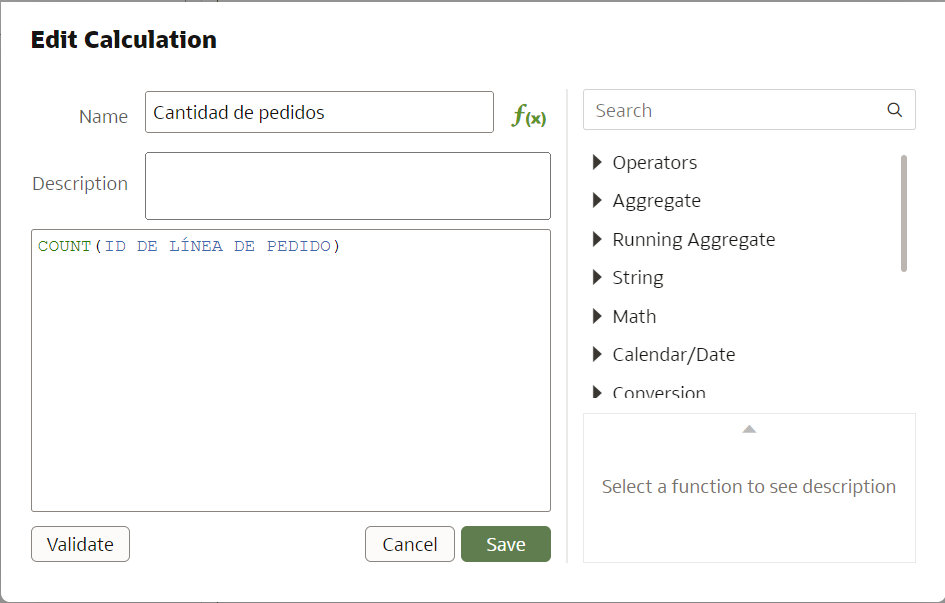 Edit Calculation
Name
Cantidad de pedidos
f(x)
Description
COUNT(ID DE LÍNEA DE PEDIDO)
Validate
Cancel
Save
Search
Operators
Aggregate
Running Aggregate
String
Math
Calendar/Date
Conversion
Select a function to see description